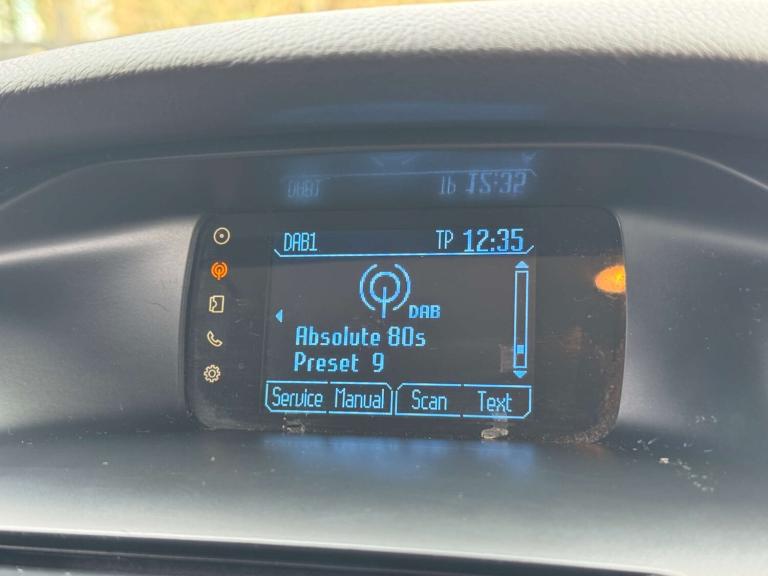 DAB1 TP 12:35
DAB
Absolute 80s
Preset 9
Service Manual Scan Text